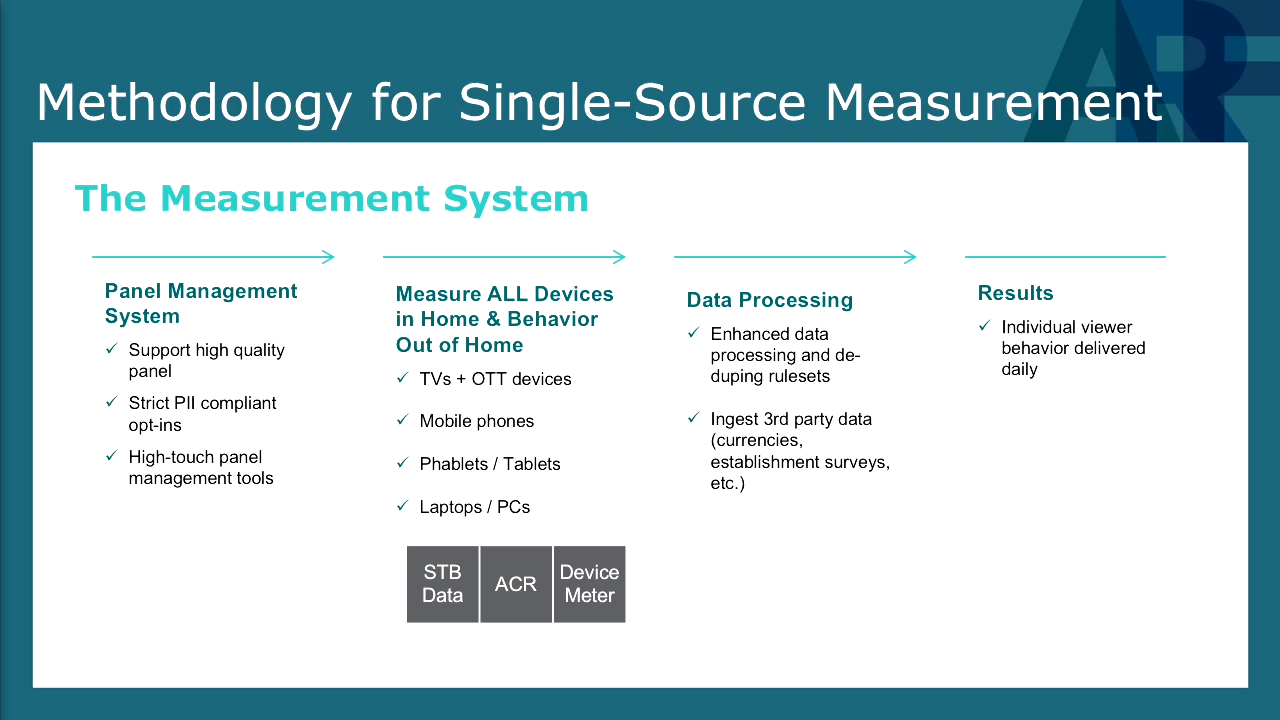 ARF
Methodology for Single-Source Measurement
The Measurement System
Panel Management
System
✓ Support high quality
panel
✓ Strict PII compliant
opt-ins
✓ High-touch panel
management tools
Measure ALL Devices
in Home & Behavior
Out of Home
✓ TVs + OTT devices
✓ Mobile phones
✓ Phablets / Tablets
✓ Laptops / PCs
STB
Data
ACR
Device
Meter
Data Processing
✓ Enhanced data
processing and de-
duping rulesets
✓ Ingest 3rd party data
(currencies,
establishment surveys,
etc.)
Results
✓ Individual viewer
behavior delivered
daily